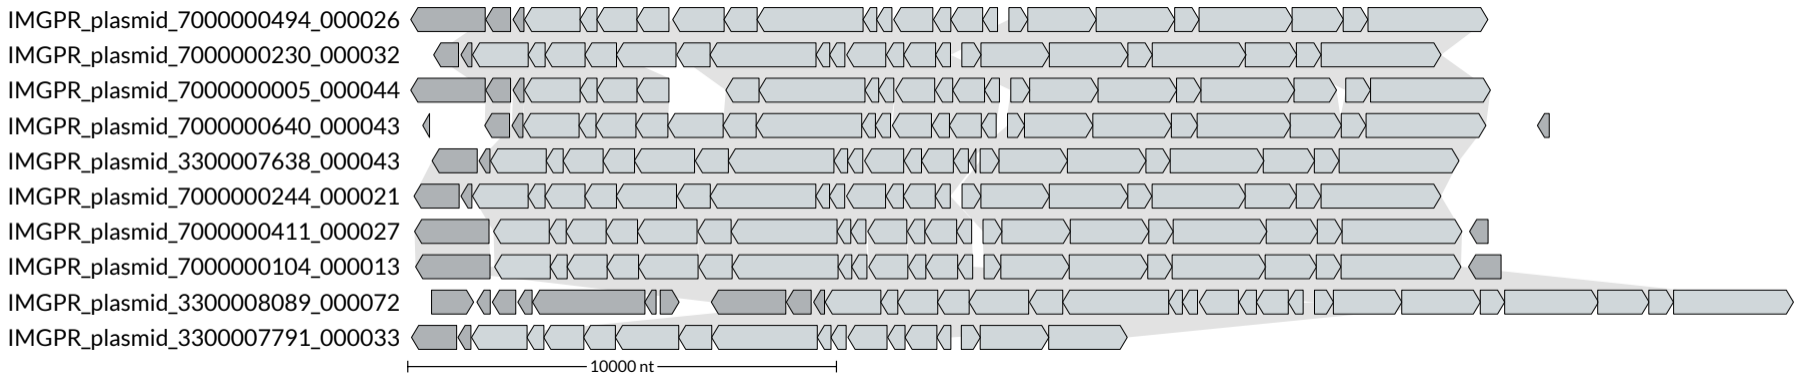 IMGPR_plasmid_7000000494_000026
IMGPR_plasmid_7000000230_000032
IMGPR_plasmid_7000000005_000044
IMGPR_plasmid_7000000640_000043
IMGPR_plasmid_3300007638_000043
IMGPR_plasmid_7000000244_000021
IMGPR_plasmid_7000000411_000027
IMGPR_plasmid_7000000104_000013
IMGPR_plasmid_3300008089_000072
IMGPR_plasmid_3300007791_000033
10000 nt